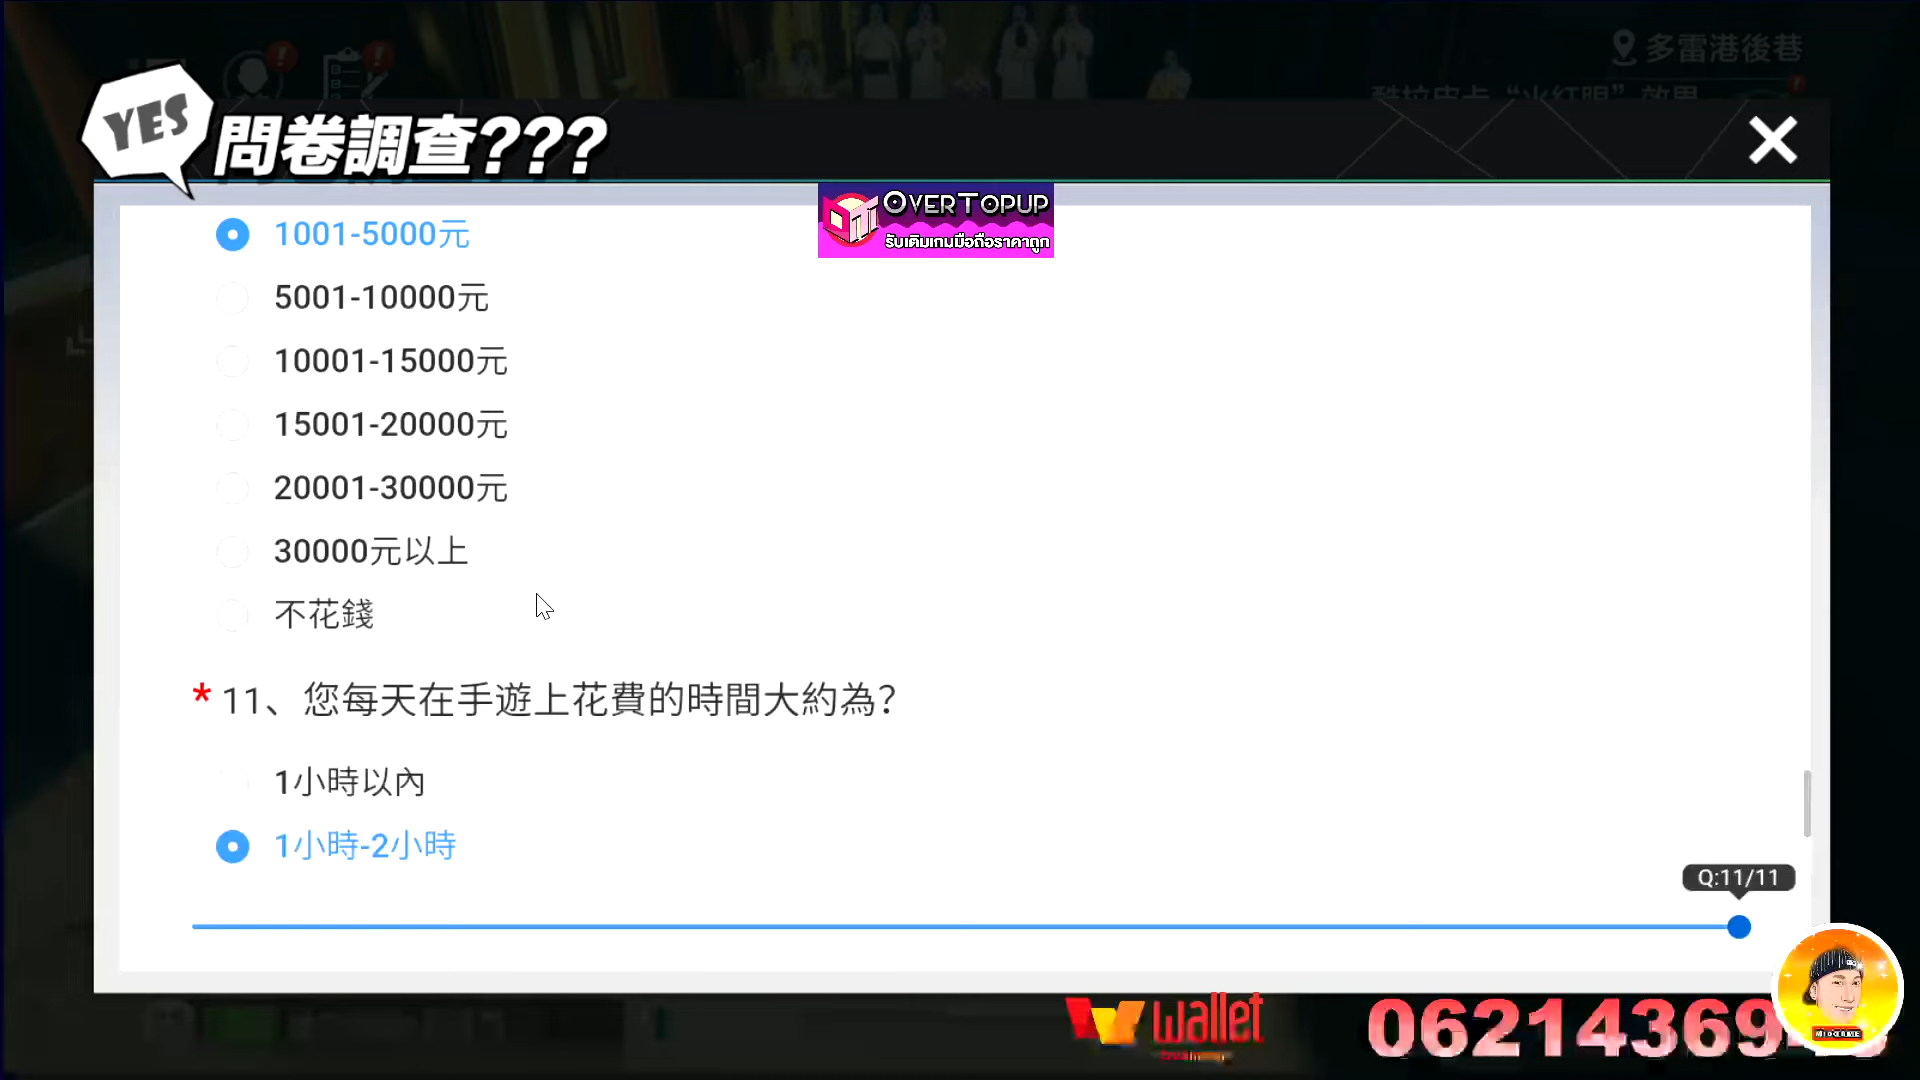 多雷港後巷
YES
問卷調查???
OVERTOPUP
รับเติมเกมมือถือราคาถูก
1001-5000元
5001-10000元
10001-15000元
15001-20000元
20001-30000元
30000元以上
不花錢
* 11、您每天在手遊上花費的時間大約為?
1小時以內
1小時-2小時
Q:11/11
wallet
06214369